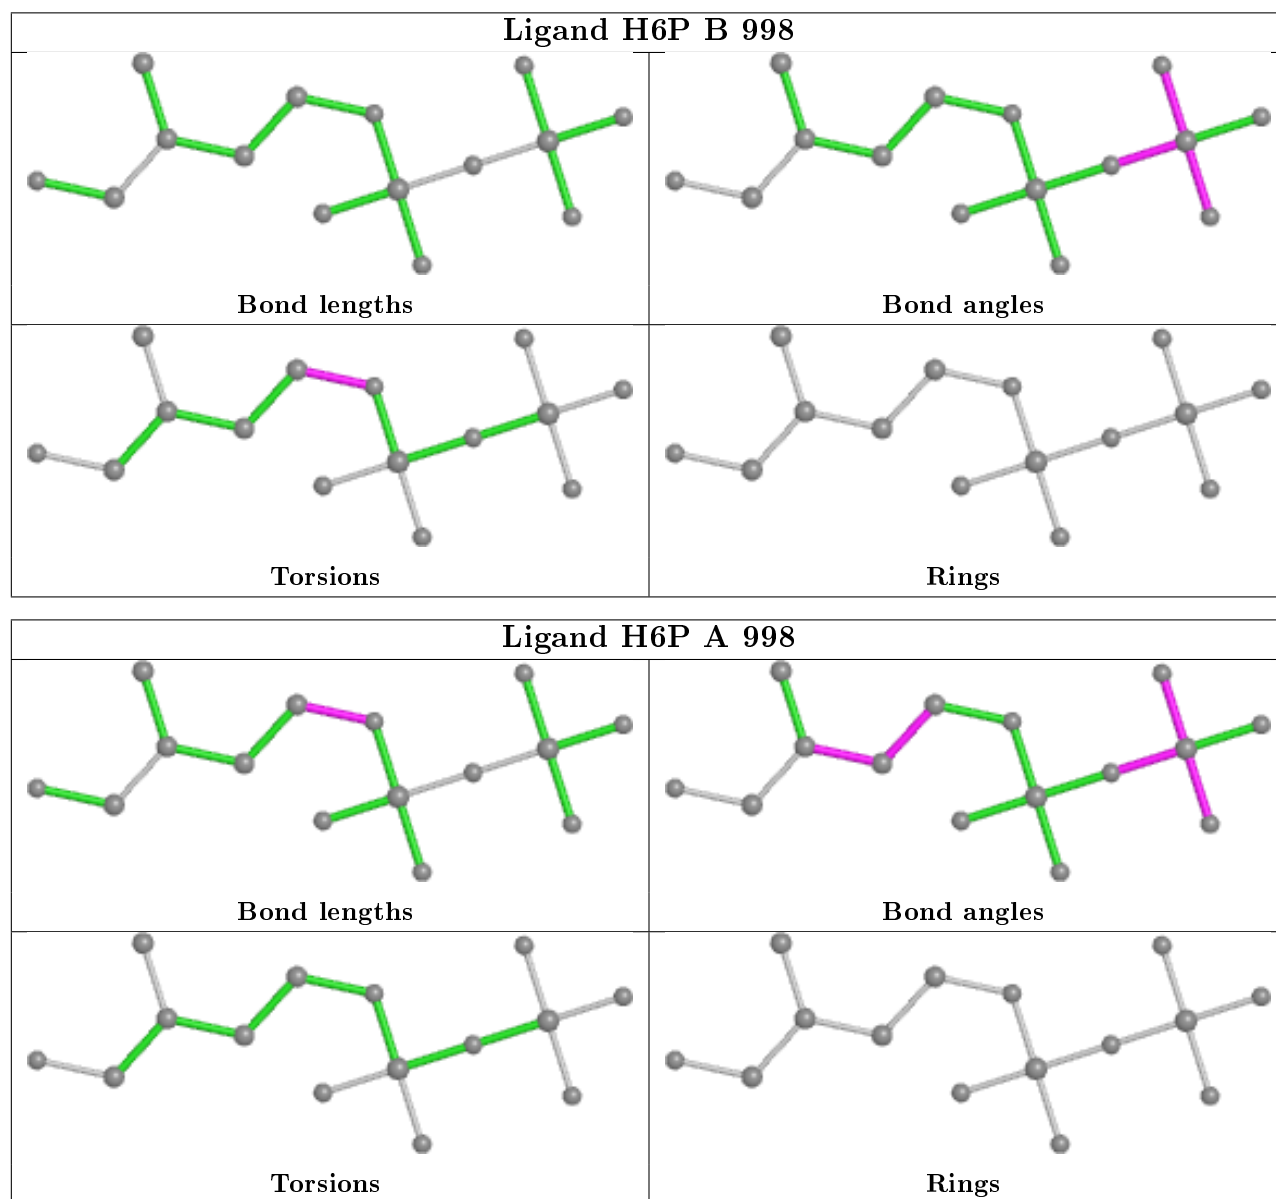 Ligand H6P B 998
Bond lengths
Bond angles
Torsions
Rings
Ligand H6P A 998
Bond lengths
Bond angles
Torsions
Rings